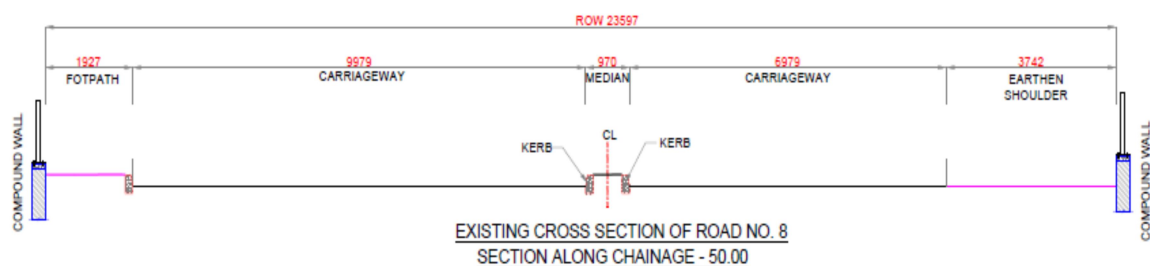 ROW 23597
1927
9979
970
6979
3742
FOTPATH
CARRIAGEWAY
MEDIAN
CARRIAGEWAY
EARTHEN
SHOULDER
COMPOUND WALL
KERB
CL
KERB
COMPOUND WALL
EXISTING CROSS SECTION OF ROAD NO. 8
SECTION ALONG CHAINAGE - 50.00